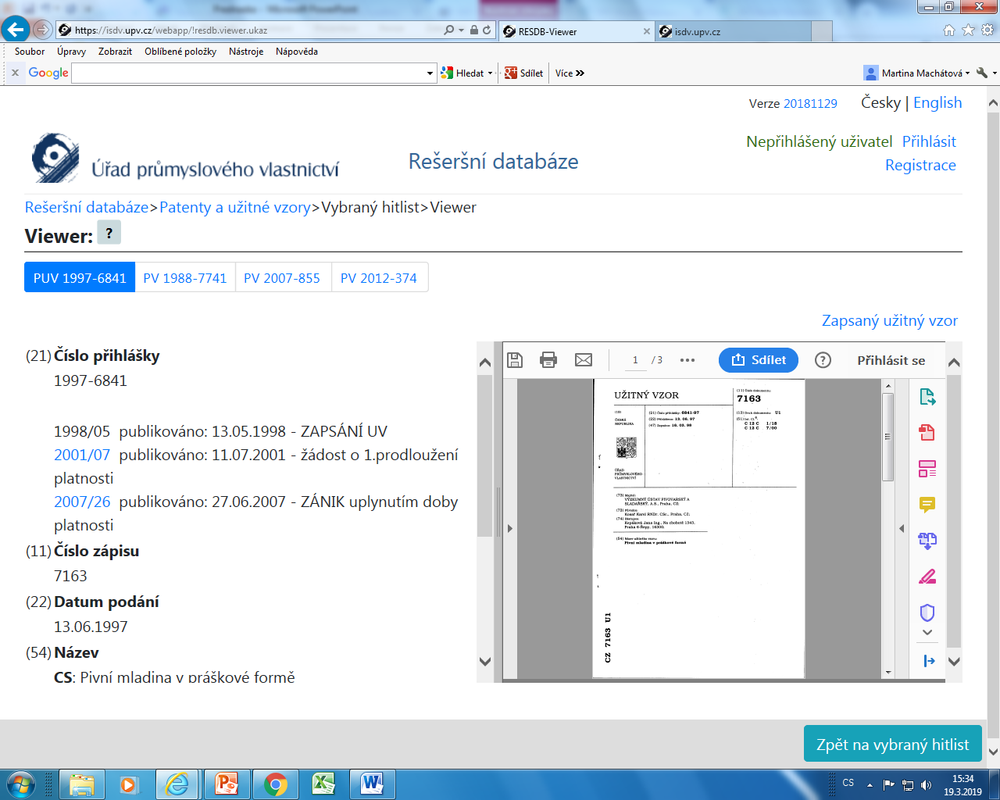 https://isdv.upv.cz/webapp/!resdb.viewer.ukaz
RESDB-Viewer
isdv.upv.cz
Soubor Úpravy Zobrazit Oblíbené položky Nástroje Nápověda
x Google Hledat Sdílet Více Martina Machátová
Verze 20181129 Česky | English
Nepřihlášený uživatel Přihlásit
Registrace
Úřad průmyslového vlastnictví
Rešeršní databáze
Rešeršní databáze>Patenty a užitné vzory>Vybraný hitlist>Viewer
Viewer: ?
PUV 1997-6841 PV 1988-7741 PV 2007-855 PV 2012-374
Zapsaný užitný vzor
(21) Číslo přihlášky
1997-6841
1998/05 publikováno: 13.05.1998 - ZAPSÁNÍ UV
2001/07 publikováno: 11.07.2001 - žádost o 1.prodloužení
platnosti
2007/26 publikováno: 27.06.2007 - ZÁNIK uplynutím doby
platnosti
(11) Číslo zápisu
7163
(22) Datum podání
13.06.1997
(54) Název
CS: Pivní mladina v práškové formě
1 / 3 Sdílet ? Přihlásit se
UŽITNÝ VZOR
(11) Číslo dokumentu:
7163
(19)
ČESKÁ
REPUBLIKA
(21) Číslo přihlášky: 6841-97
(22) Přihlášeno: 13. 06. 97
(47) Zapsáno: 16. 03. 98
(13) Druh dokumentu: U1
(51) Int. Cl.6:
C 12 C 1/18
C 12 C 7/00
ÚŘAD
PRŮMYSLOVÉHO
VLASTNICTVÍ
(73) Majitel:
VÝZKUMNÝ ÚSTAV PIVOVARSKÝ A
SLADAŘSKÝ, A.S., Praha, CZ;
(72) Původce:
Kosař Karel RNDr. CSc., Praha, CZ;
(74) Zástupce:
Kopáková Jana Ing., Na chobotě 1343,
Praha 6-Řepy, 16300;
(54) Název užitného vzoru:
Pivní mladina v práškové formě
CZ 7163 U1
Zpět na vybraný hitlist
CS
15:34
19.3.2019